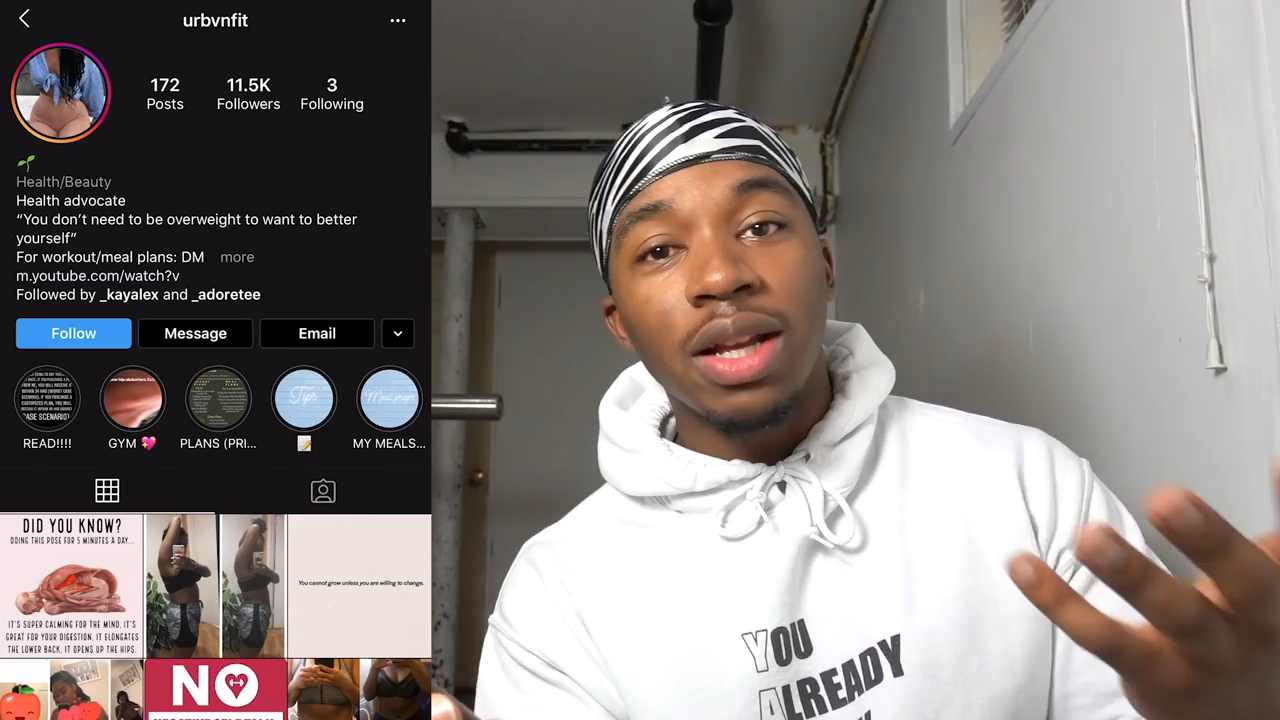 urbvnfit
172
Posts
11.5K
Followers
3
Following
Health/Beauty
Health advocate
“You don’t need to be overweight to want to better
yourself”
For workout/meal plans: DM more
m.youtube.com/watch?v
Followed by _kayalex and _adoretee
Follow
Message
Email
READ!!!!
GYM
PLANS (PRI...
Tips
MY MEALS...
Meal prayer
DID YOU KNOW?
DOING THIS POSE FOR 5 MINUTES A DAY...
IT'S SUPER CALMING FOR THE MIND, IT'S
GREAT FOR YOUR DIGESTION, IT ELONGATES
THE LOWER BACK, IT OPENS UP THE HIPS.
You cannot grow unless you are willing to change.
NO
YOU
ALREADY